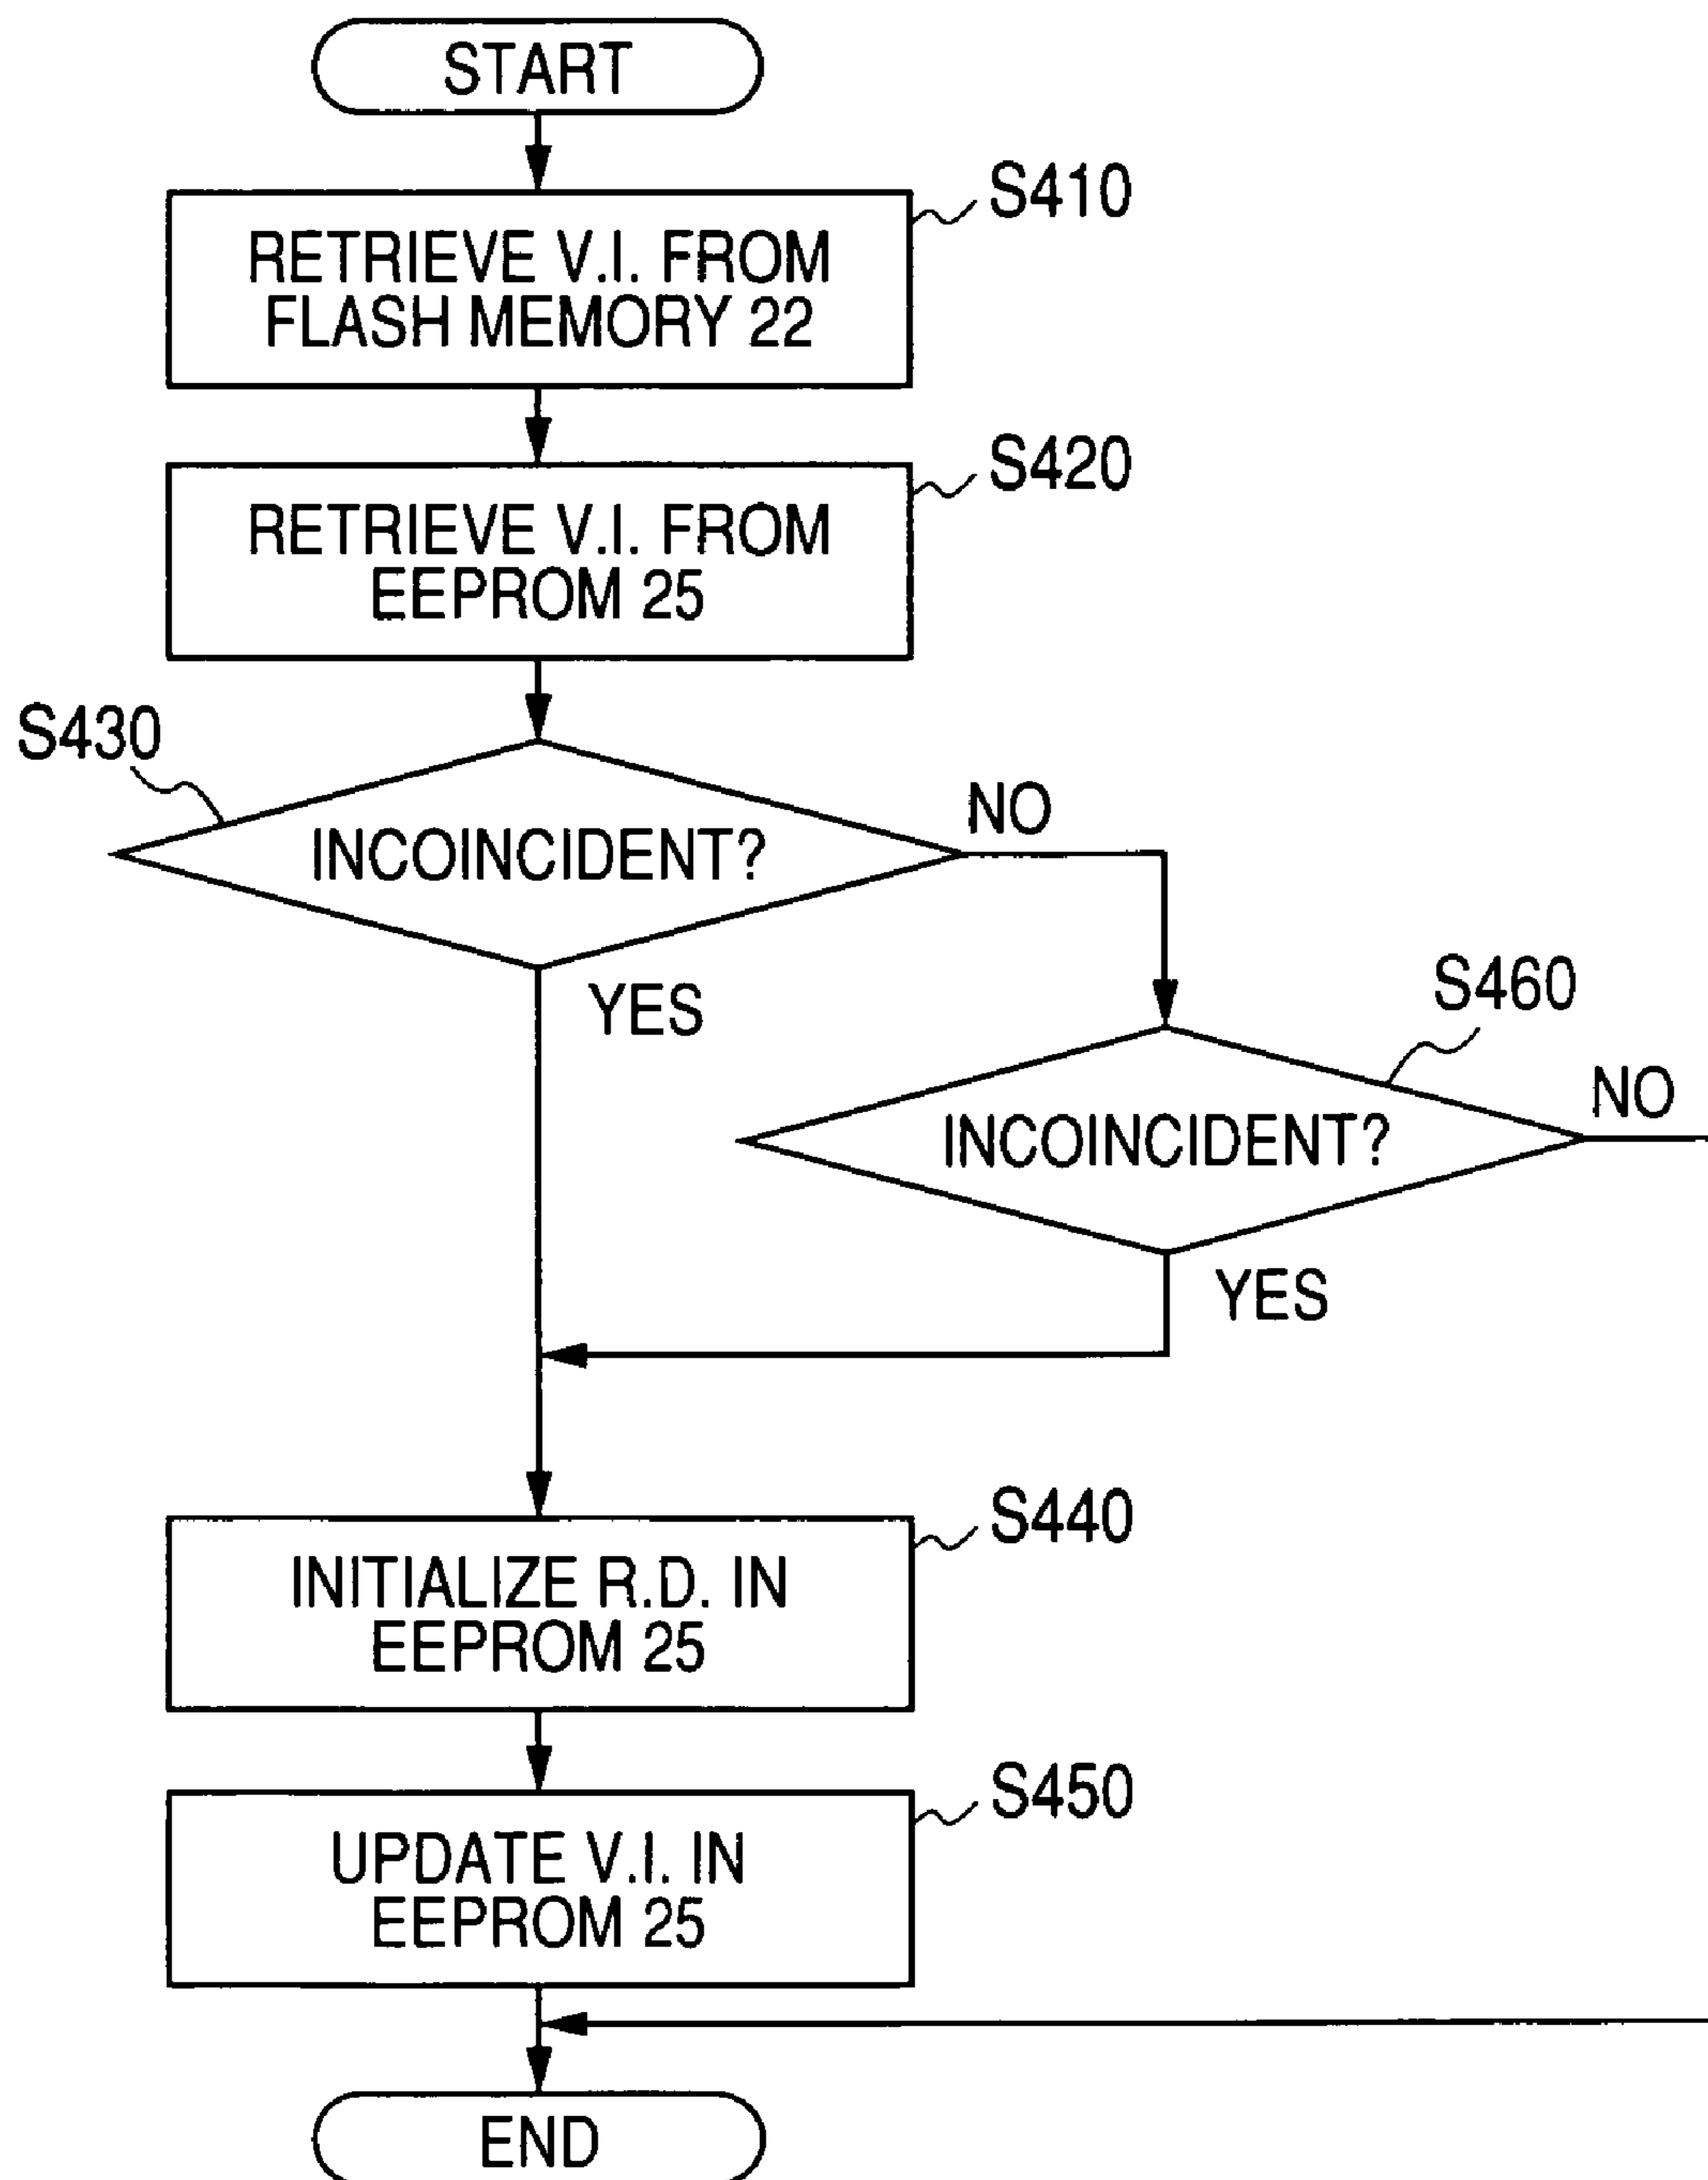 START
S410
RETRIEVE V.I. FROM
FLASH MEMORY 22
S420
RETRIEVE V.I. FROM
EEPROM 25
S430
INCOINCIDENT?
NO
YES
S460
INCOINCIDENT?
NO
YES
S440
INITIALIZE R.D. IN
EEPROM 25
S450
UPDATE V.I. IN
EEPROM 25
END